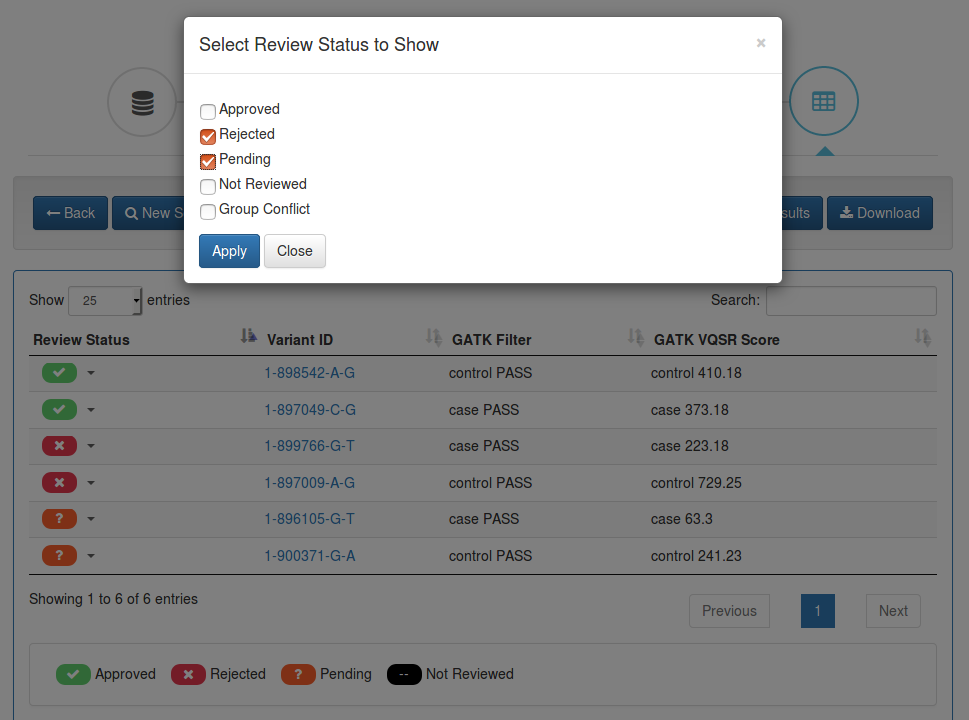 Select Review Status to Show ×
Approved
Rejected
Pending
Not Reviewed
Group Conflict
Apply Close
Back New S sults Download
Show 25 entries Search:
Review Status Variant ID GATK Filter GATK VQSR Score
1-898542-A-G control PASS control 410.18
1-897049-C-G case PASS case 373.18
1-899766-G-T case PASS case 223.18
1-897009-A-G control PASS control 729.25
? 1-896105-G-T case PASS case 63.3
? 1-900371-G-A control PASS control 241.23
Showing 1 to 6 of 6 entries Previous 1 Next
Approved Rejected ? Pending -- Not Reviewed